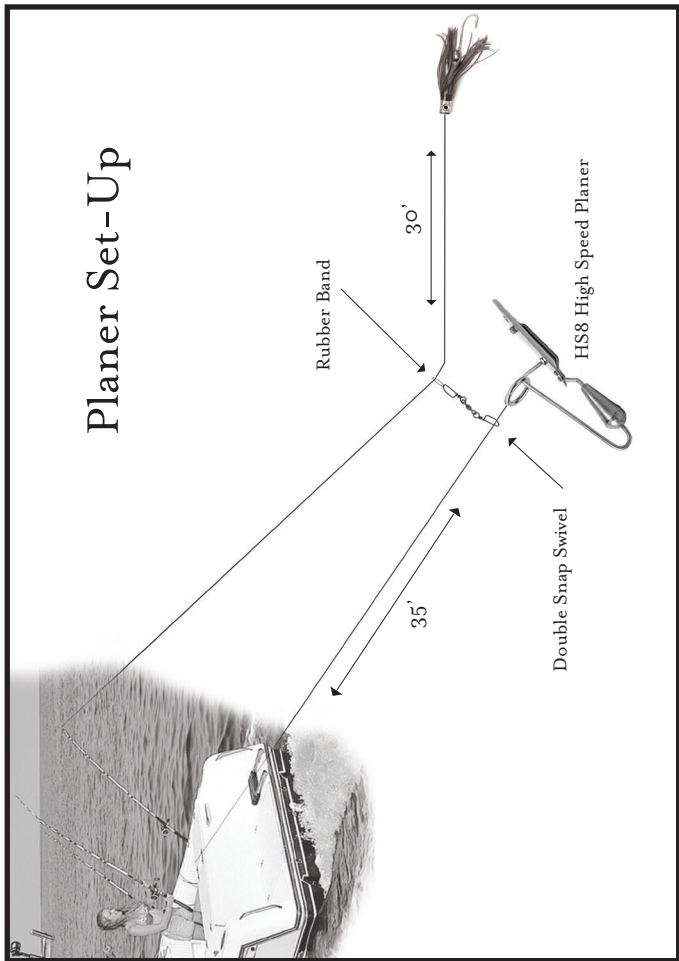 Planer Set-Up
Rubber Band
30'
HS8 High Speed Planer
35'
Double Snap Swivel